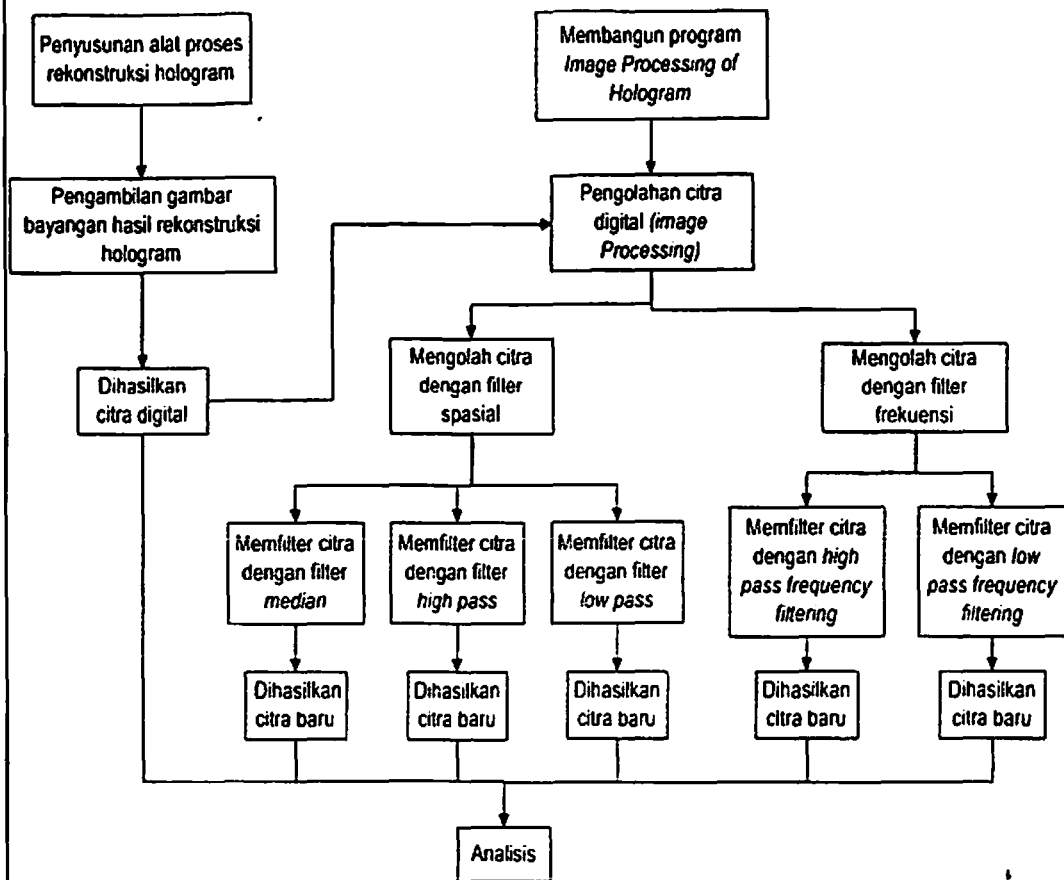 Penyusunan alat proses
rekonstruksi hologram
Membangun program
Image Processing of
Hologram
Pengambilan gambar
bayangan hasil rekonstruksi
hologram
Pengolahan citra
digital (image
Processing)
Dihasilkan
citra digital
Mengolah citra
dengan filter
spasial
Mengolah citra
dengan filter
frekuensi
Memfilter citra
dengan filter
median
Memfilter citra
dengan filter
high pass
Memfilter citra
dengan filter
low pass
Memfilter citra
dengan high
pass frequency
filtering
Memfilter citra
dengan low
pass frequency
filtering
Dihasilkan
citra baru
Dihasilkan
citra baru
Dihasilkan
citra baru
Dihasilkan
citra baru
Dihasilkan
citra baru
Analisis